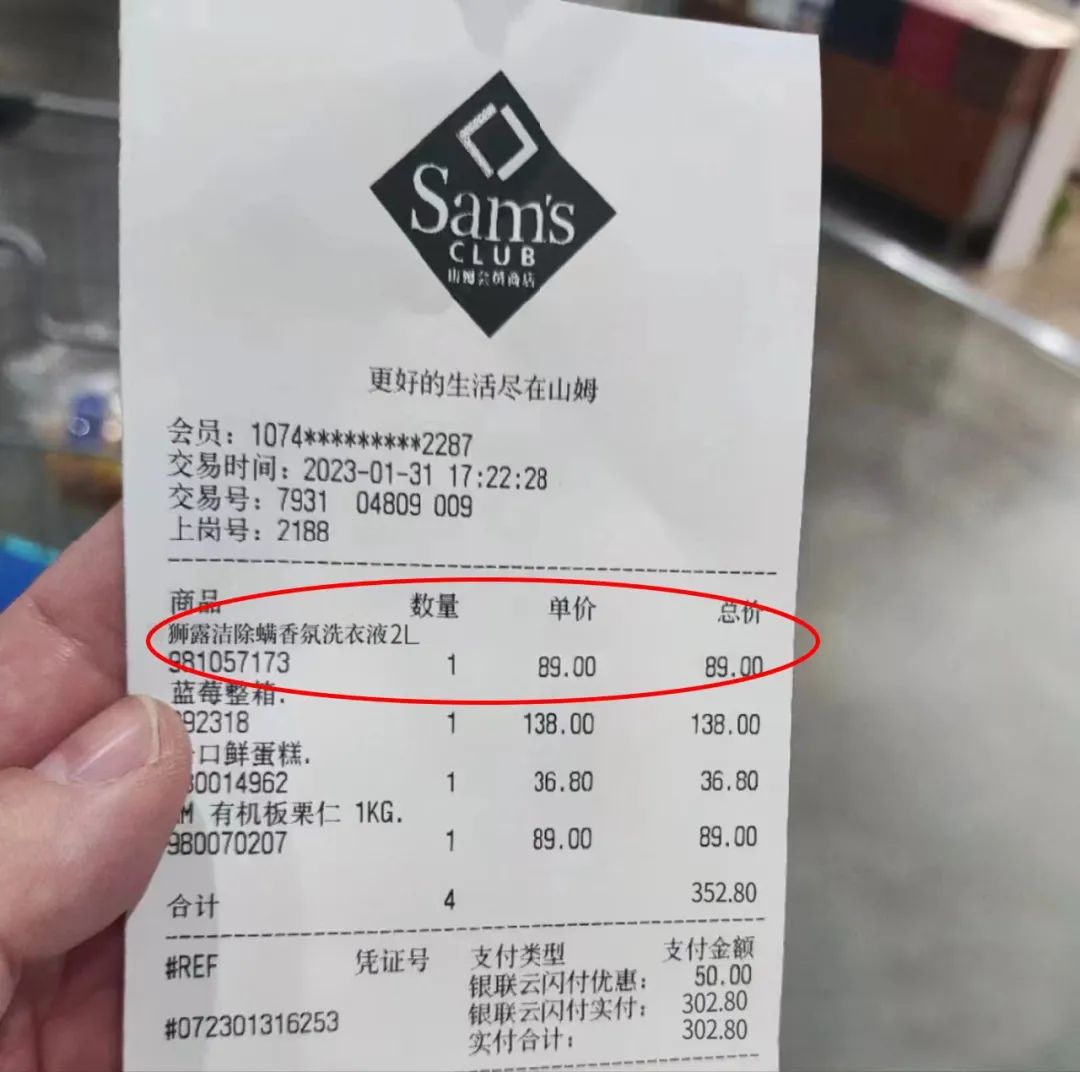 Sam's
CLUB
山姆会员商店
更好的生活尽在山姆
会员：1074*********2287
交易时间：2023-01-31 17:22:28
交易号：7931 04809 009
上岗号：2188
商品 数量 单价 总价
狮露洁除螨香氛洗衣液2L
981057173 1 89.00 89.00
蓝莓整箱.
92318 1 138.00 138.00
口鲜蛋糕.
80014962 1 36.80 36.80
M 有机板栗仁 1KG.
980070207 1 89.00 89.00
合计 4 352.80
#REF 凭证号 支付类型 支付金额
银联云闪付优惠： 50.00
银联云闪付实付： 302.80
#072301316253 实付合计： 302.80